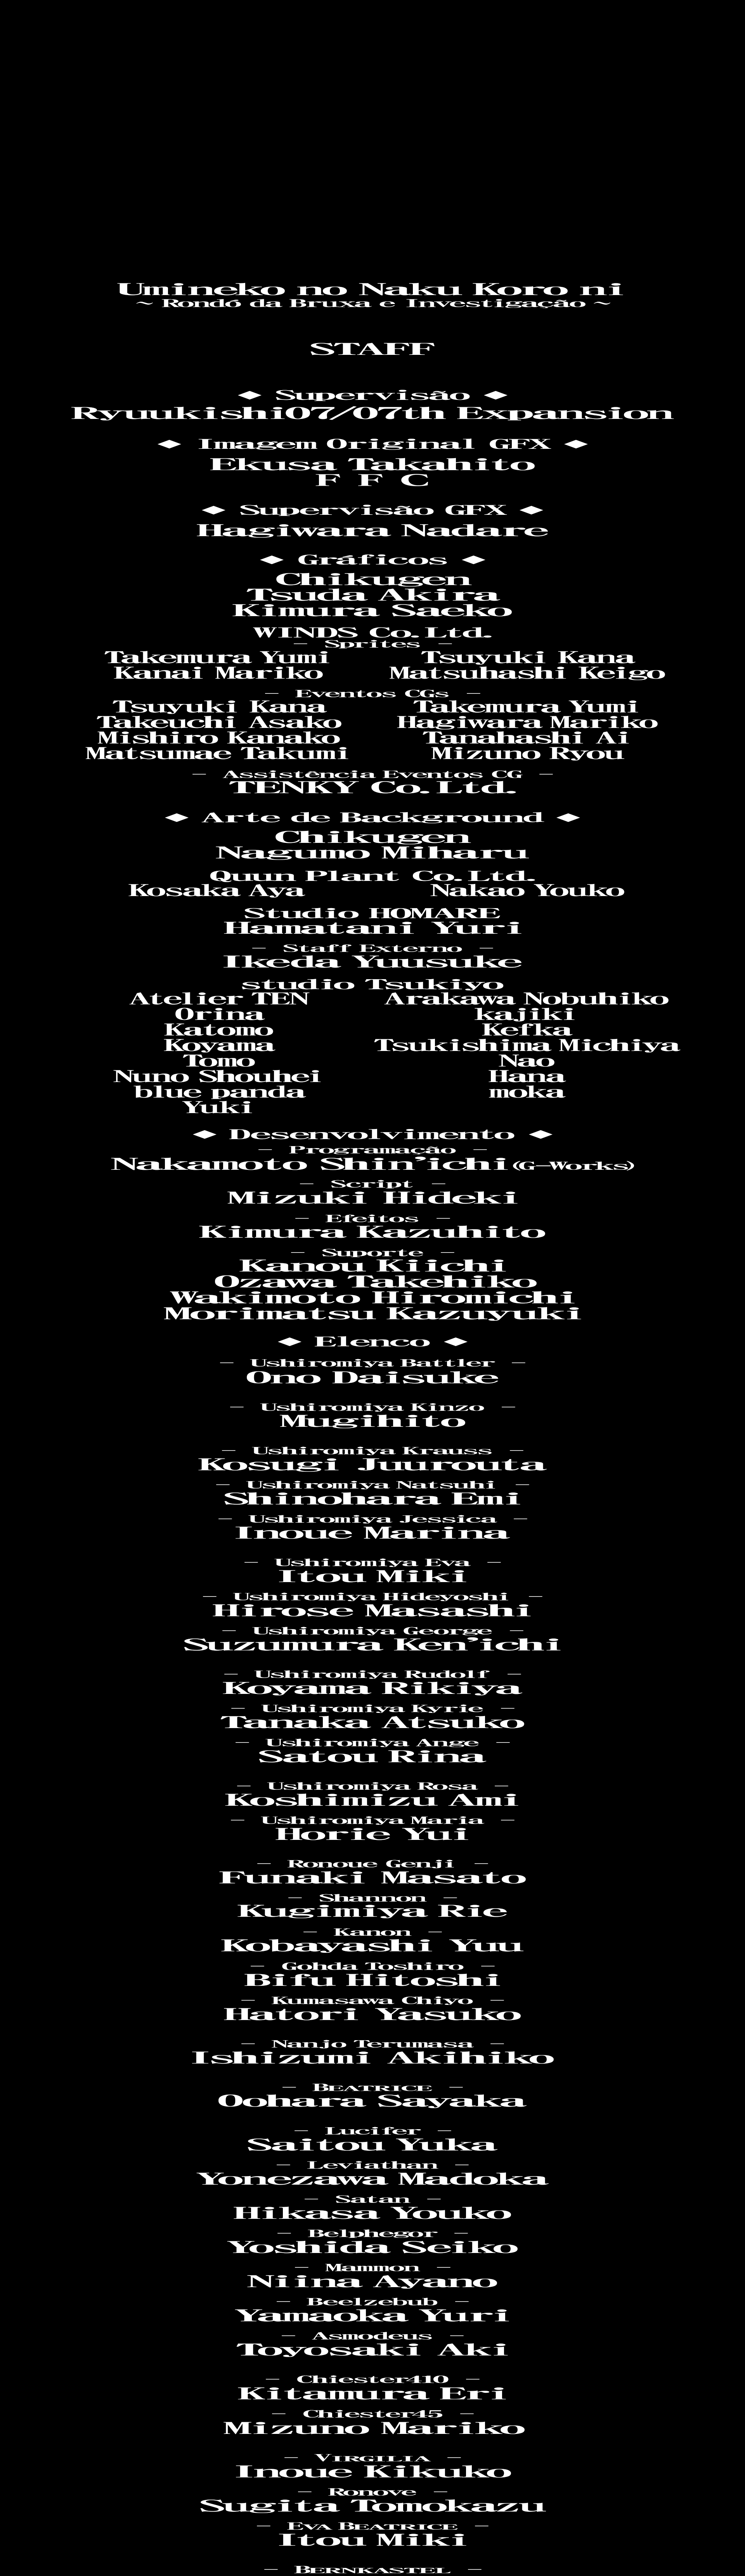 Umineko no Naku Koro ni
~ Rondó da Bruxa e Investigação ~
STAFF
◆ Supervisão ◆
Ryuukishi07/07th Expansion
◆ Imagem Original GFX ◆
Ekusa Takahito
F F C
◆ Supervisão GFX ◆
Hagiwara Nadare
◆ Gráficos ◆
Chikugen
Tsuda Akira
Kimura Saeko
WINDS Co.Ltd.
— Sprites —
Takemura Yumi Tsuyuki Kana
Kanai Mariko Matsuhashi Keigo
— Eventos CGs —
Tsuyuki Kana Takemura Yumi
Takeuchi Asako Hagiwara Mariko
Mishiro Kanako Tanahashi Ai
Matsumae Takumi Mizuno Ryou
— Assistência Eventos CG —
TENKY Co.Ltd.
◆ Arte de Background ◆
Chikugen
Nagumo Miharu
Quun Plant Co.Ltd.
Kosaka Aya Nakao Youko
Studio HOMARE
Hamatani Yuri
— Staff Externo —
Ikeda Yuusuke
studio Tsukiyo
Atelier TEN Arakawa Nobuhiko
Orina kajiki
Katomo Kefka
Koyama Tsukishima Michiya
Tomo Nao
Nuno Shouhei Hana
blue panda moka
Yuki
◆ Desenvolvimento ◆
— Programação —
Nakamoto Shin'ichi(G-Works)
— Script —
Mizuki Hideki
— Efeitos —
Kimura Kazuhito
— Suporte —
Kanou Kiichi
Ozawa Takehiko
Wakimoto Hiromichi
Morimatsu Kazuyuki
◆ Elenco ◆
— Ushiromiya Battler —
Ono Daisuke
— Ushiromiya Kinzo —
Mugihito
— Ushiromiya Krauss —
Kosugi Juurouta
— Ushiromiya Natsuhi —
Shinohara Emi
— Ushiromiya Jessica —
Inoue Marina
— Ushiromiya Eva —
Itou Miki
— Ushiromiya Hideyoshi —
Hirose Masashi
— Ushiromiya George —
Suzumura Ken'ichi
— Ushiromiya Rudolf —
Koyama Rikiya
— Ushiromiya Kyrie —
Tanaka Atsuko
— Ushiromiya Ange —
Satou Rina
— Ushiromiya Rosa —
Koshimizu Ami
— Ushiromiya Maria —
Horie Yui
— Ronoue Genji —
Funaki Masato
— Shannon —
Kugimiya Rie
— Kanon —
Kobayashi Yuu
— Gohda Toshiro —
Bifu Hitoshi
— Kumasawa Chiyo —
Hatori Yasuko
— Nanjo Terumasa —
Ishizumi Akihiko
— BEATRICE —
Oohara Sayaka
— Lucifer —
Saitou Yuka
— Leviathan —
Yonezawa Madoka
— Satan —
Hikasa Youko
— Belphegor —
Yoshida Seiko
— Mammon —
Niina Ayano
— Beelzebub —
Yamaoka Yuri
— Asmodeus —
Toyosaki Aki
— Chiester410 —
Kitamura Eri
— Chiester45 —
Mizuno Mariko
— VIRGILIA —
Inoue Kikuko
— Ronove —
Sugita Tomokazu
— EVA BEATRICE —
Itou Miki
— BERNKASTEL —